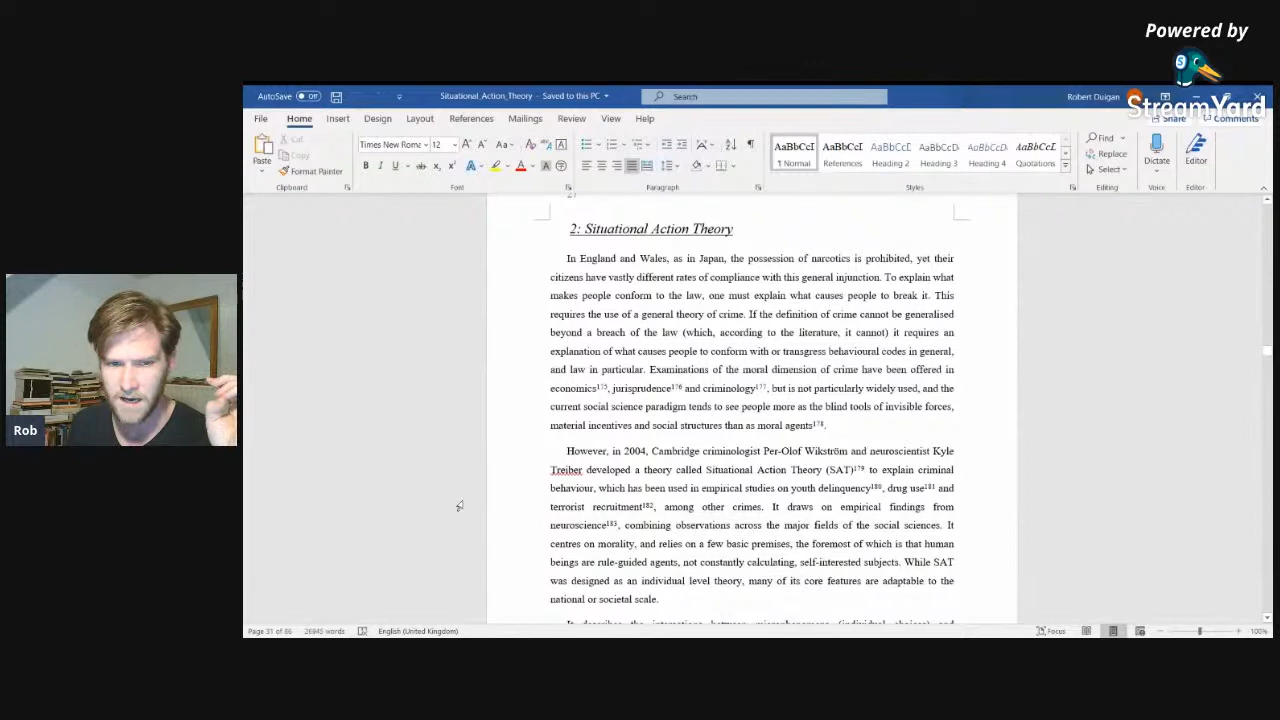 Powered by
StreamYard
AutoSave Off
Situational_Action_Theory – Saved to this PC
Search
Robert Duigan
File Home Insert Design Layout References Mailings Review View Help
Share Comments
Paste
Cut
Copy
Format Painter
Clipboard
Times New Roma 12
Font
Paragraph
AaBbCcI AaBbCcI AaBbCcI AaBbCcD AaBbCcD AaBbCcI
¶ Normal References Heading 2 Heading 3 Heading 4 Quotations
Styles
Find
Replace
Select
Editing
Dictate
Voice
Editor
Editor
2: Situational Action Theory
In England and Wales, as in Japan, the possession of narcotics is prohibited, yet their
citizens have vastly different rates of compliance with this general injunction. To explain what
makes people conform to the law, one must explain what causes people to break it. This
requires the use of a general theory of crime. If the definition of crime cannot be generalised
beyond a breach of the law (which, according to the literature, it cannot) it requires an
explanation of what causes people to conform with or transgress behavioural codes in general,
and law in particular. Examinations of the moral dimension of crime have been offered in
economics¹⁷⁵, jurisprudence¹⁷⁶ and criminology¹⁷⁷, but is not particularly widely used, and the
current social science paradigm tends to see people more as the blind tools of invisible forces,
material incentives and social structures than as moral agents¹⁷⁸.
However, in 2004, Cambridge criminologist Per-Olof Wikström and neuroscientist Kyle
Treiber developed a theory called Situational Action Theory (SAT)¹⁷⁹ to explain criminal
behaviour, which has been used in empirical studies on youth delinquency¹⁸⁰, drug use¹⁸¹ and
terrorist recruitment¹⁸², among other crimes. It draws on empirical findings from
neuroscience¹⁸³, combining observations across the major fields of the social sciences. It
centres on morality, and relies on a few basic premises, the foremost of which is that human
beings are rule-guided agents, not constantly calculating, self-interested subjects. While SAT
was designed as an individual level theory, many of its core features are adaptable to the
national or societal scale.
Rob
Page 31 of 86 26945 words English (United Kingdom)
Focus
100%